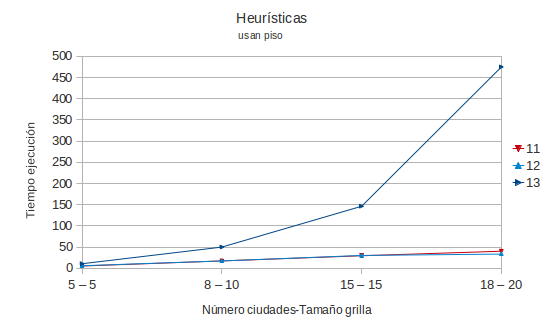 Heurísticas
usan piso
500
450
400
350
300
250
200
150
100
50
0
Tiempo ejecución
11
12
13
5 – 5
8 – 10
15 – 15
18 – 20
Número ciudades-Tamaño grilla